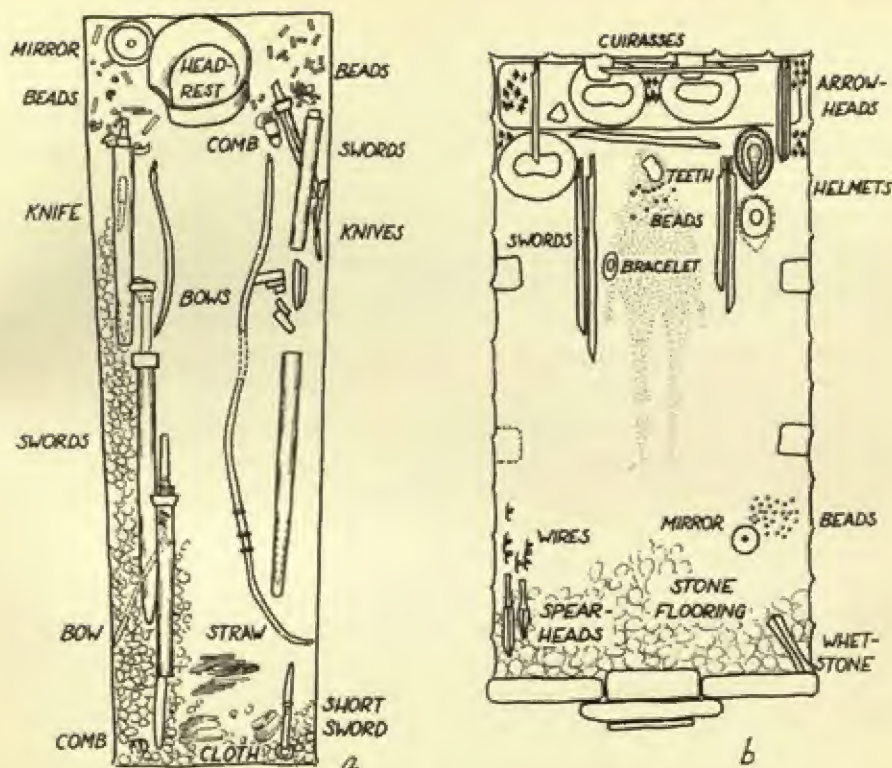 MIRROR
HEAD-
REST
BEADS
BEADS
COMB
SWORDS
KNIFE
KNIVES
BOWS
SWORDS
BOW
STRAW
SHORT
SWORD
COMB
CLOTH
a
CUIRASSES
ARROW-
HEADS
TEETH
HELMETS
BEADS
SWORDS
BRACELET
MIRROR
BEADS
WIRES
STONE
FLOORING
SPEAR-
HEADS
WHET-
STONE
b